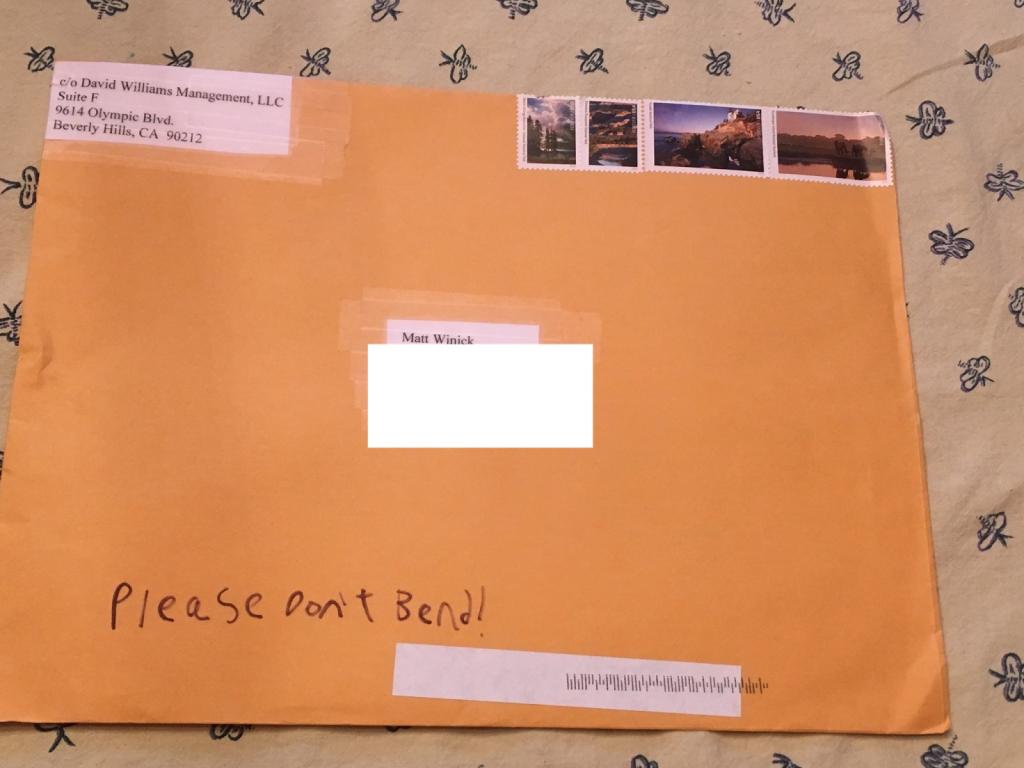 c/o David Williams Management, LLC
Suite F
9614 Olympic Blvd.
Beverly Hills, CA 90212
Matt Winick
Please Don't Bend!